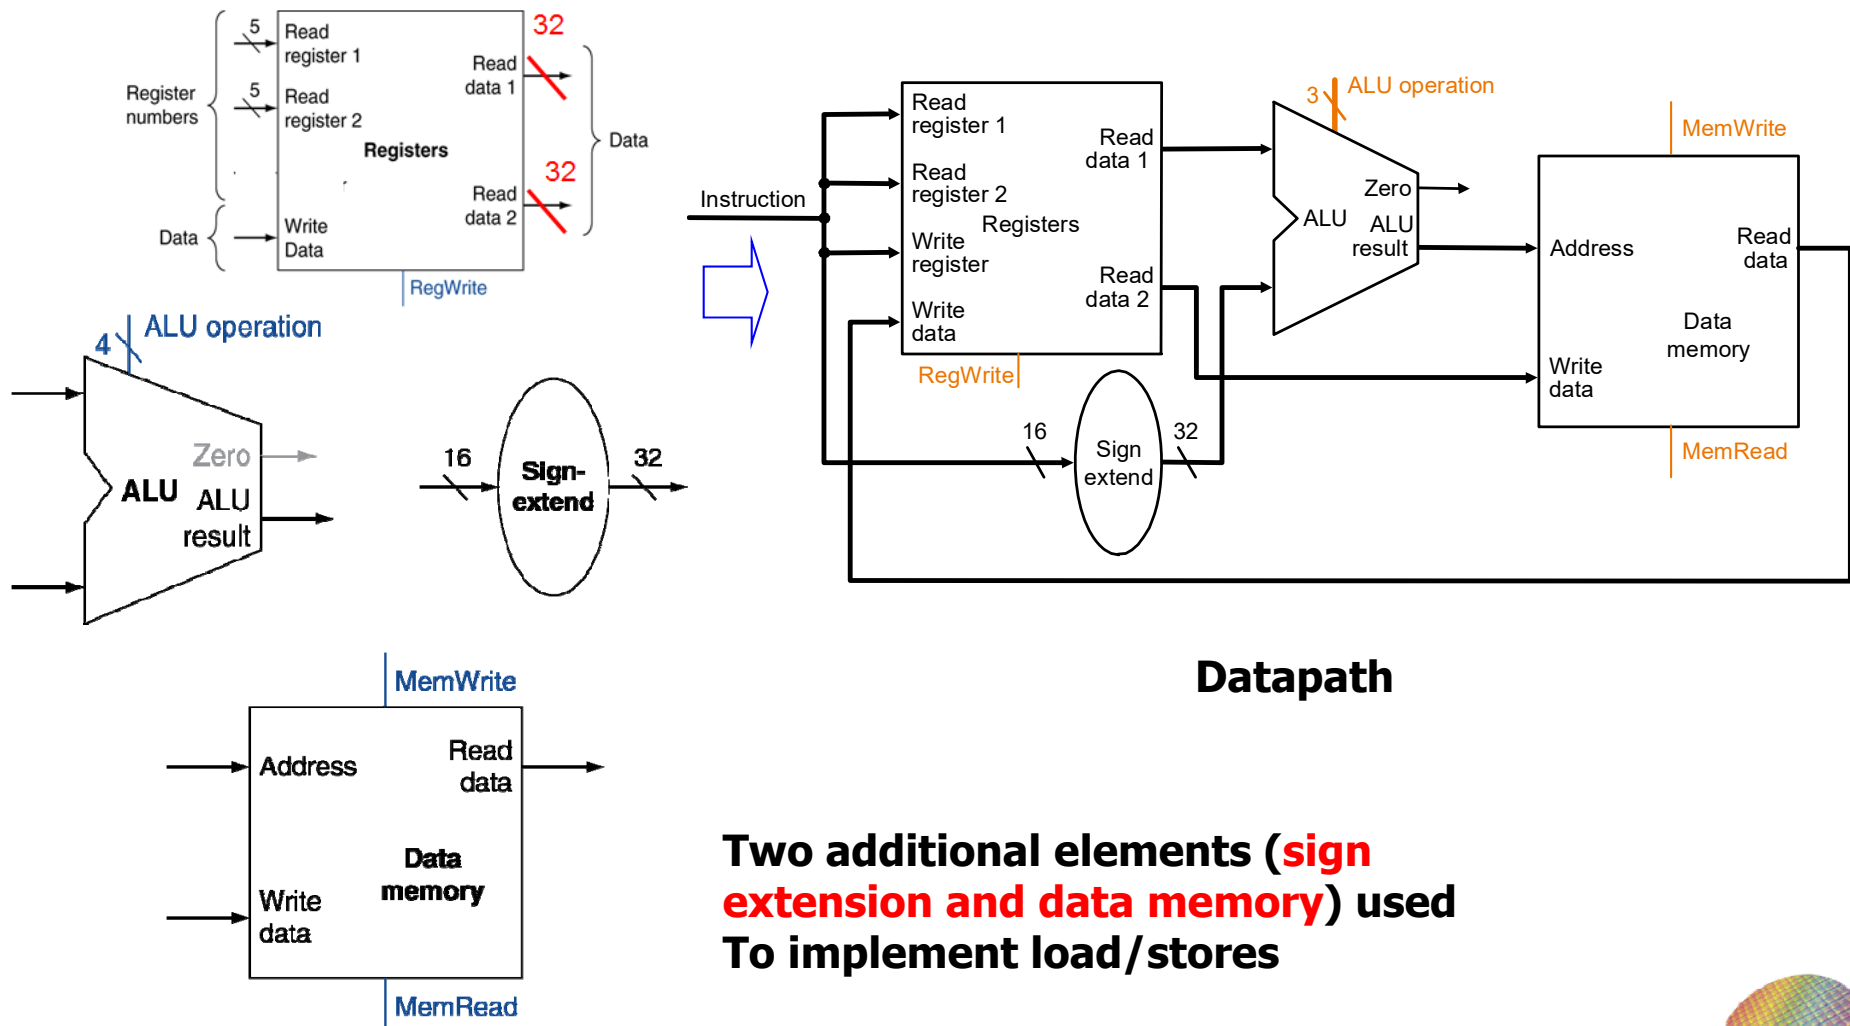 5
Read
register 1
32
Read
data 1
Register
numbers
5
Read
register 2
Registers
Data
32
Read
data 2
Data
Write
Data
RegWrite
4
ALU operation
Zero
ALU
ALU
result
16
Sign-
extend
32
MemWrite
Address
Read
data
Data
memory
Write
data
MemRead
Instruction
Read
register 1
Read
register 2
Write
register
Write
data
Registers
Read
data 1
Read
data 2
RegWrite
16
Sign
extend
32
3
ALU operation
Zero
ALU
ALU
result
MemWrite
Address
Read
data
Data
memory
Write
data
MemRead
Datapath
Two additional elements (sign
extension and data memory) used
To implement load/stores